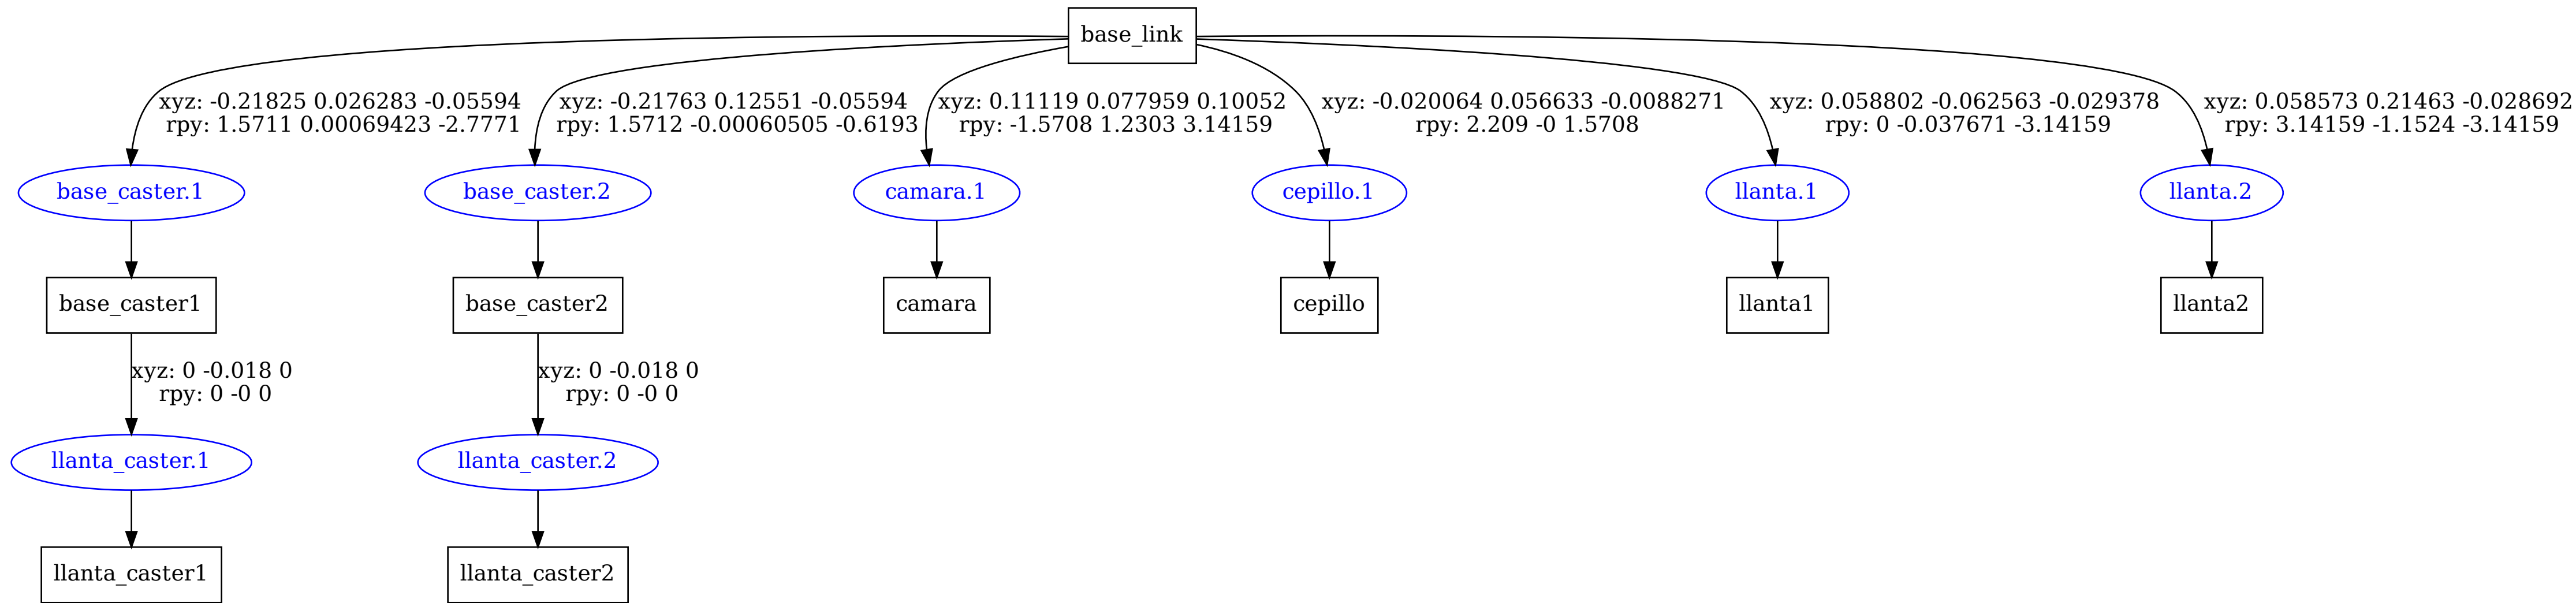 base_link
xyz: -0.21825 0.026283 -0.05594
rpy: 1.5711 0.00069423 -2.7771
xyz: -0.21763 0.12551 -0.05594
rpy: 1.5712 -0.00060505 -0.6193
xyz: 0.11119 0.077959 0.10052
rpy: -1.5708 1.2303 3.14159
xyz: -0.020064 0.056633 -0.0088271
rpy: 2.209 -0 1.5708
xyz: 0.058802 -0.062563 -0.029378
rpy: 0 -0.037671 -3.14159
xyz: 0.058573 0.21463 -0.028692
rpy: 3.14159 -1.1524 -3.14159
base_caster.1
base_caster.2
camara.1
cepillo.1
llanta.1
llanta.2
base_caster1
base_caster2
camara
cepillo
llanta1
llanta2
xyz: 0 -0.018 0
rpy: 0 -0 0
xyz: 0 -0.018 0
rpy: 0 -0 0
llanta_caster.1
llanta_caster.2
llanta_caster1
llanta_caster2